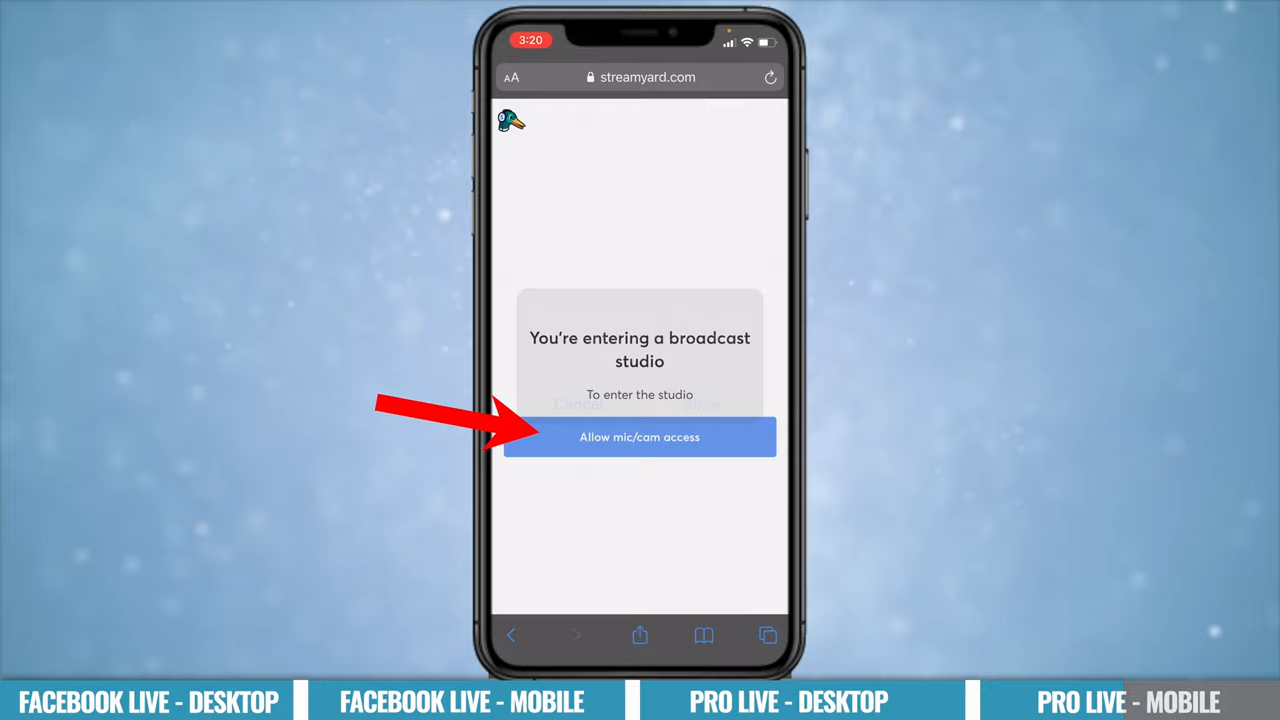 3:20
AA
streamyard.com
You're entering a broadcast
studio
To enter the studio
Cancel
Allow mic/cam access
FACEBOOK LIVE - DESKTOP
FACEBOOK LIVE - MOBILE
PRO LIVE - DESKTOP
PRO LIVE - MOBILE